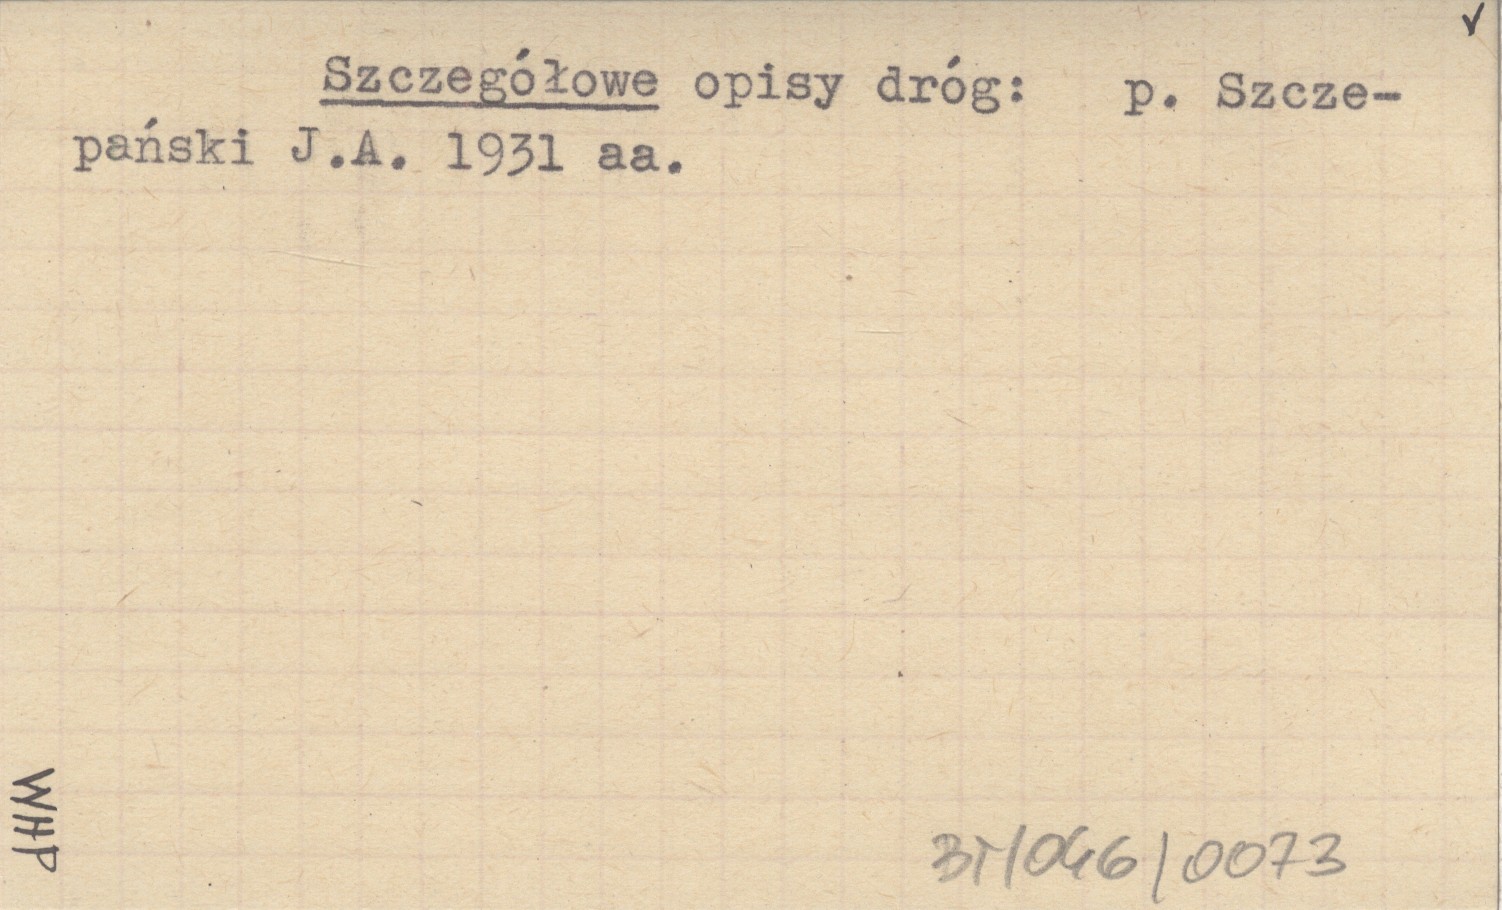 ✓
Szczegółowe opisy dróg: p. Szcze-
pański J.A. 1931 aa.
WHP
BT/046/0073